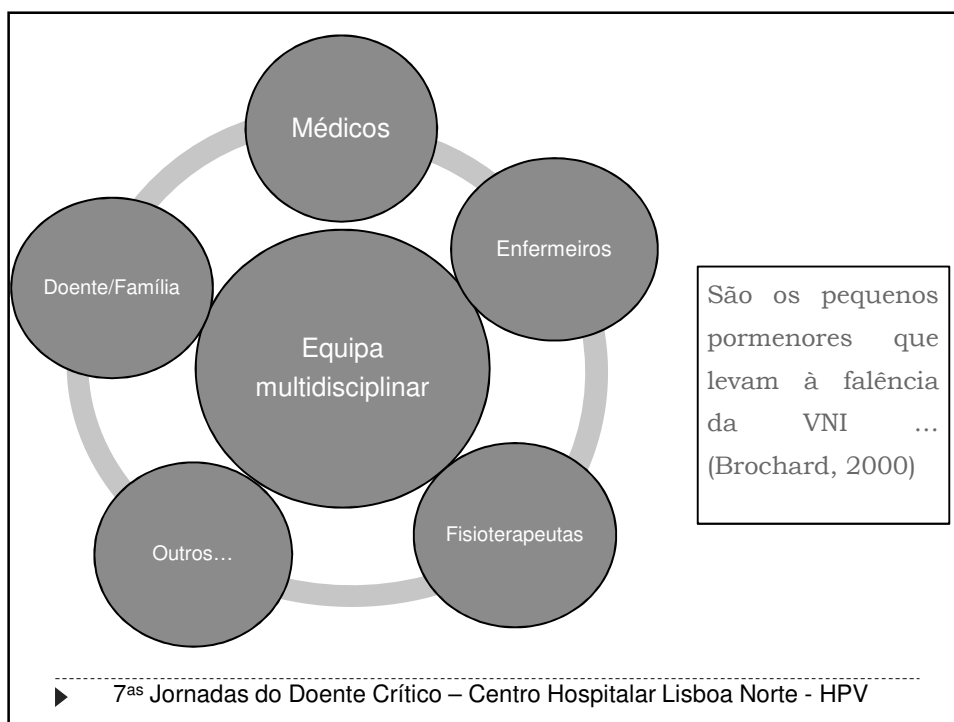 Médicos
Enfermeiros
Doente/Família
Equipa
multidisciplinar
Fisioterapeutas
Outros…
São os pequenos
pormenores que
levam à falência
da VNI …
(Brochard, 2000)
7as Jornadas do Doente Crítico – Centro Hospitalar Lisboa Norte - HPV